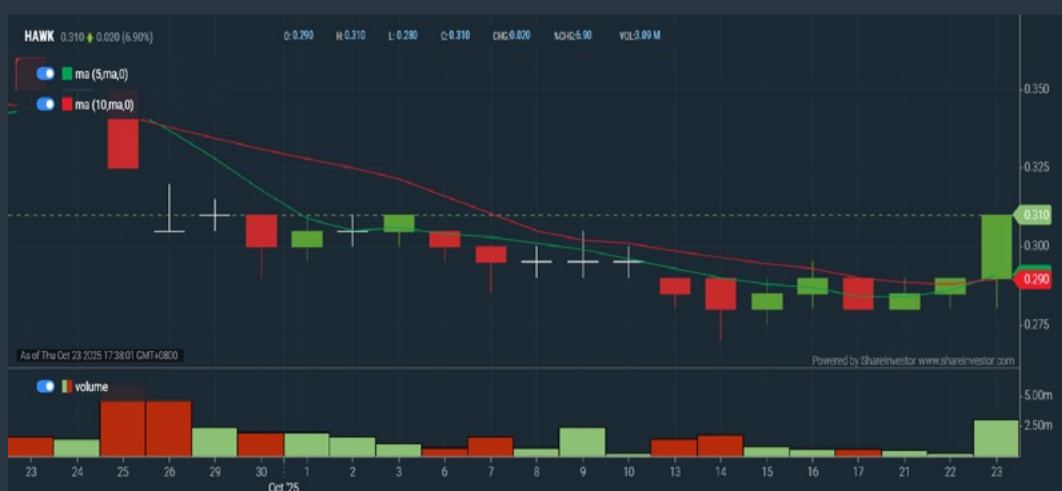 HAWK 0.310 0.020 (6.90%) O:0.290 H:0.310 L:0.280 C:0.310 CHG:0.020 %CHG:6.90 VOL:3.09 M
ma (5,ma,0)
ma (10,ma,0)
0.350
0.325
0.310
0.300
0.290
0.275
As of Thu Oct 23 2025 17:38:01 GMT+0800
Powered by ShareInvestor www.shareinvestor.com
volume
5.00m
2.50m
23 24 25 26 29 30 1 2 3 6 7 8 9 10 13 14 15 16 17 21 22 23
Oct '25